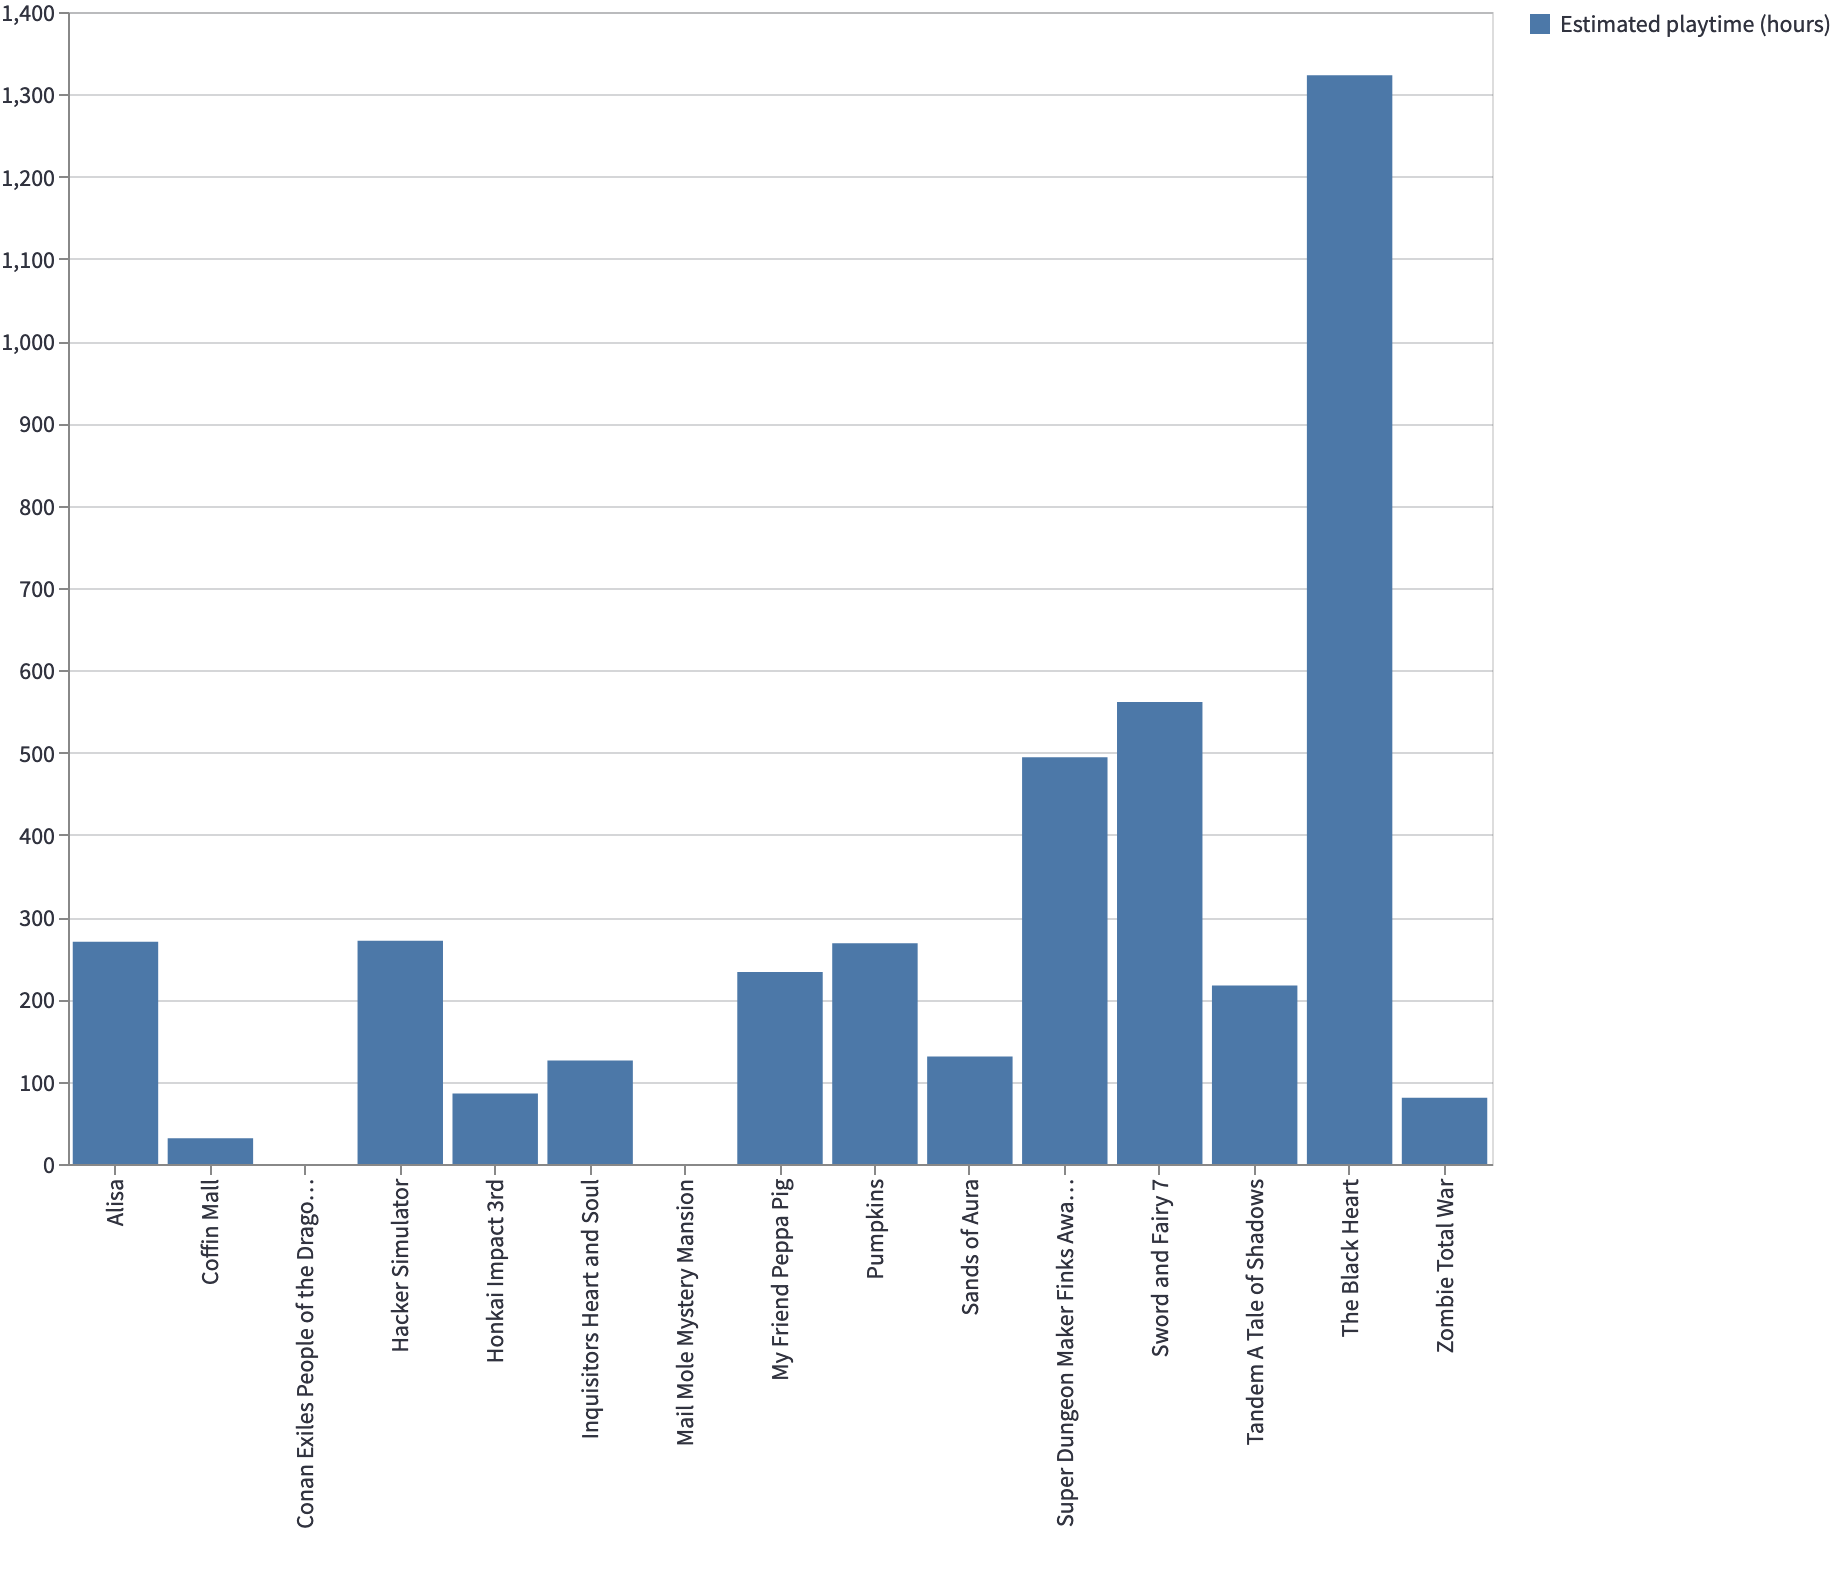 1,400
1,300
1,200
1,100
1,000
900
800
700
600
500
400
300
200
100
0
Alisa
Coffin Mall
Conan Exiles People of the Drago…
Hacker Simulator
Honkai Impact 3rd
Inquisitors Heart and Soul
Mail Mole Mystery Mansion
My Friend Peppa Pig
Pumpkins
Sands of Aura
Super Dungeon Maker Finks Awa…
Sword and Fairy 7
Tandem A Tale of Shadows
The Black Heart
Zombie Total War
Estimated playtime (hours)